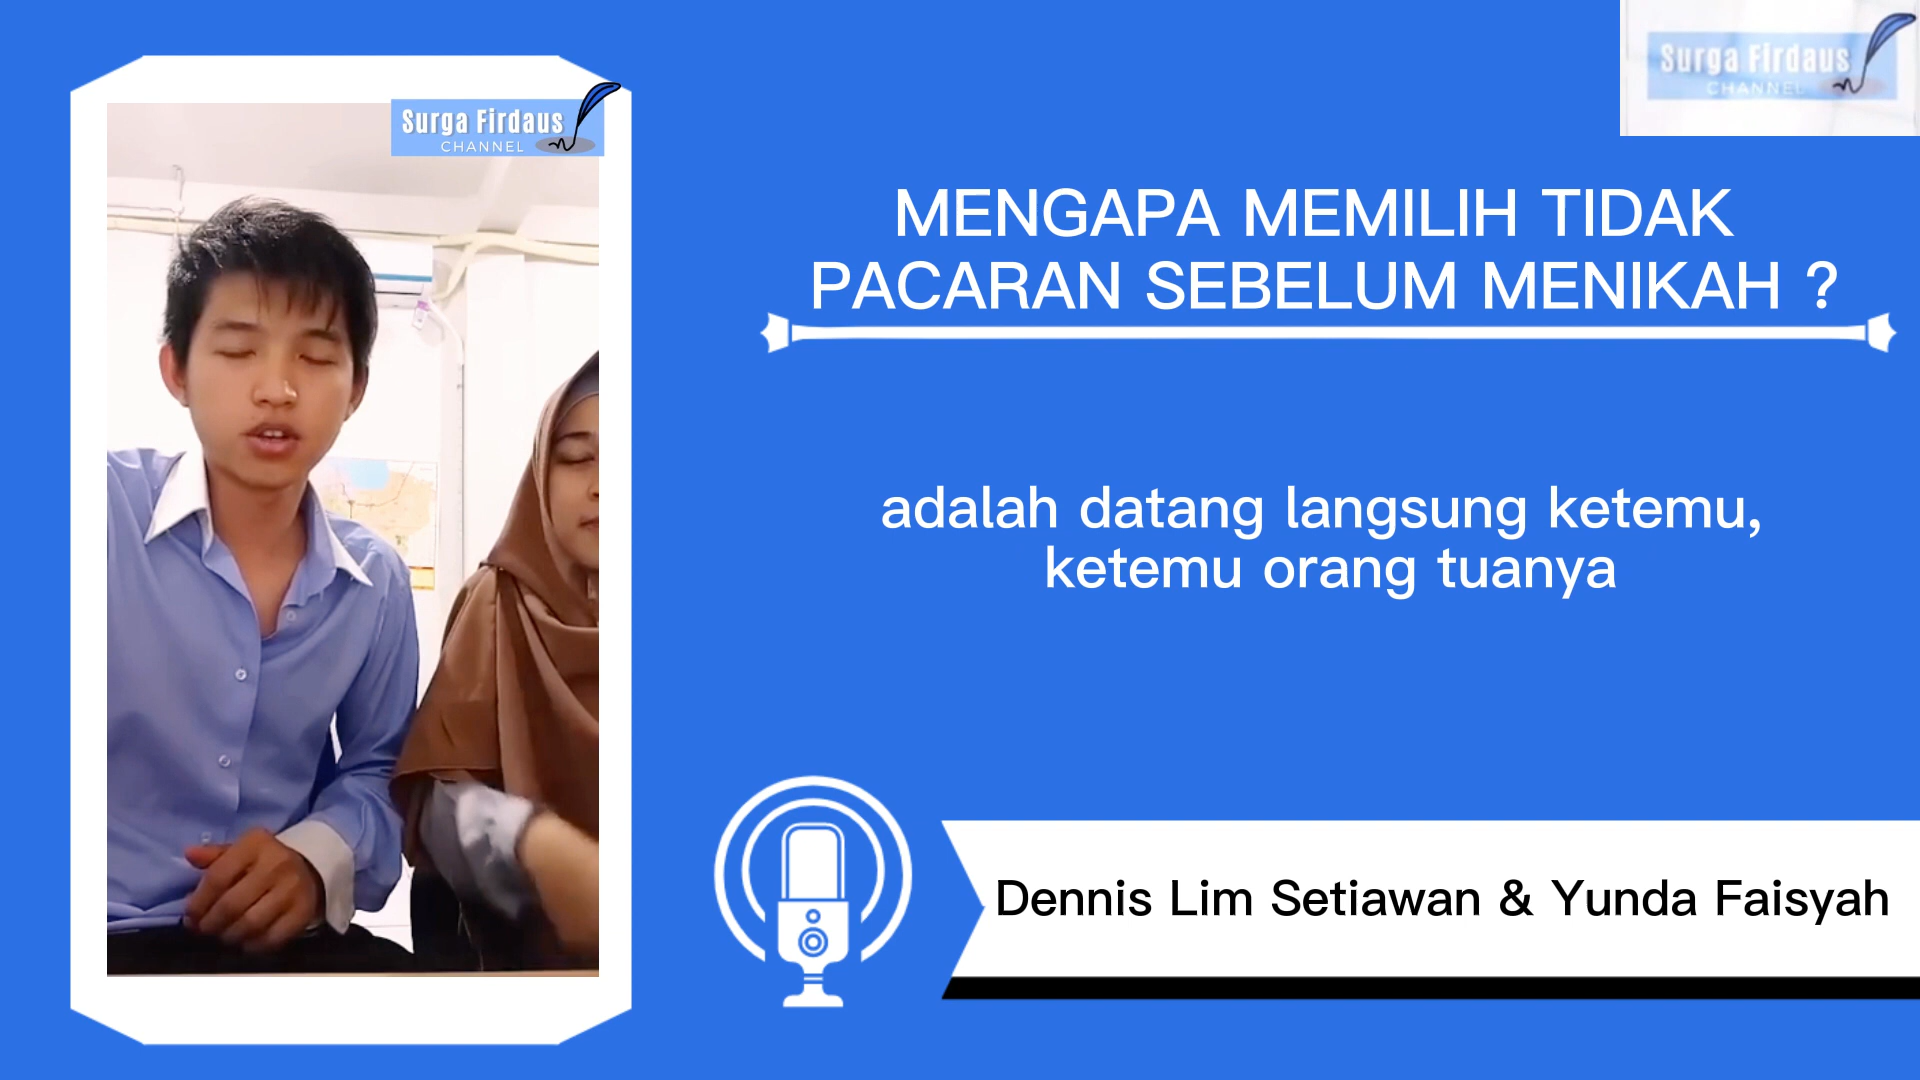 Surga Firdaus
CHANNEL
Surga Firdaus
CHANNEL
MENGAPA MEMILIH TIDAK
PACARAN SEBELUM MENIKAH ?
adalah datang langsung ketemu,
ketemu orang tuanya
Dennis Lim Setiawan & Yunda Faisyah